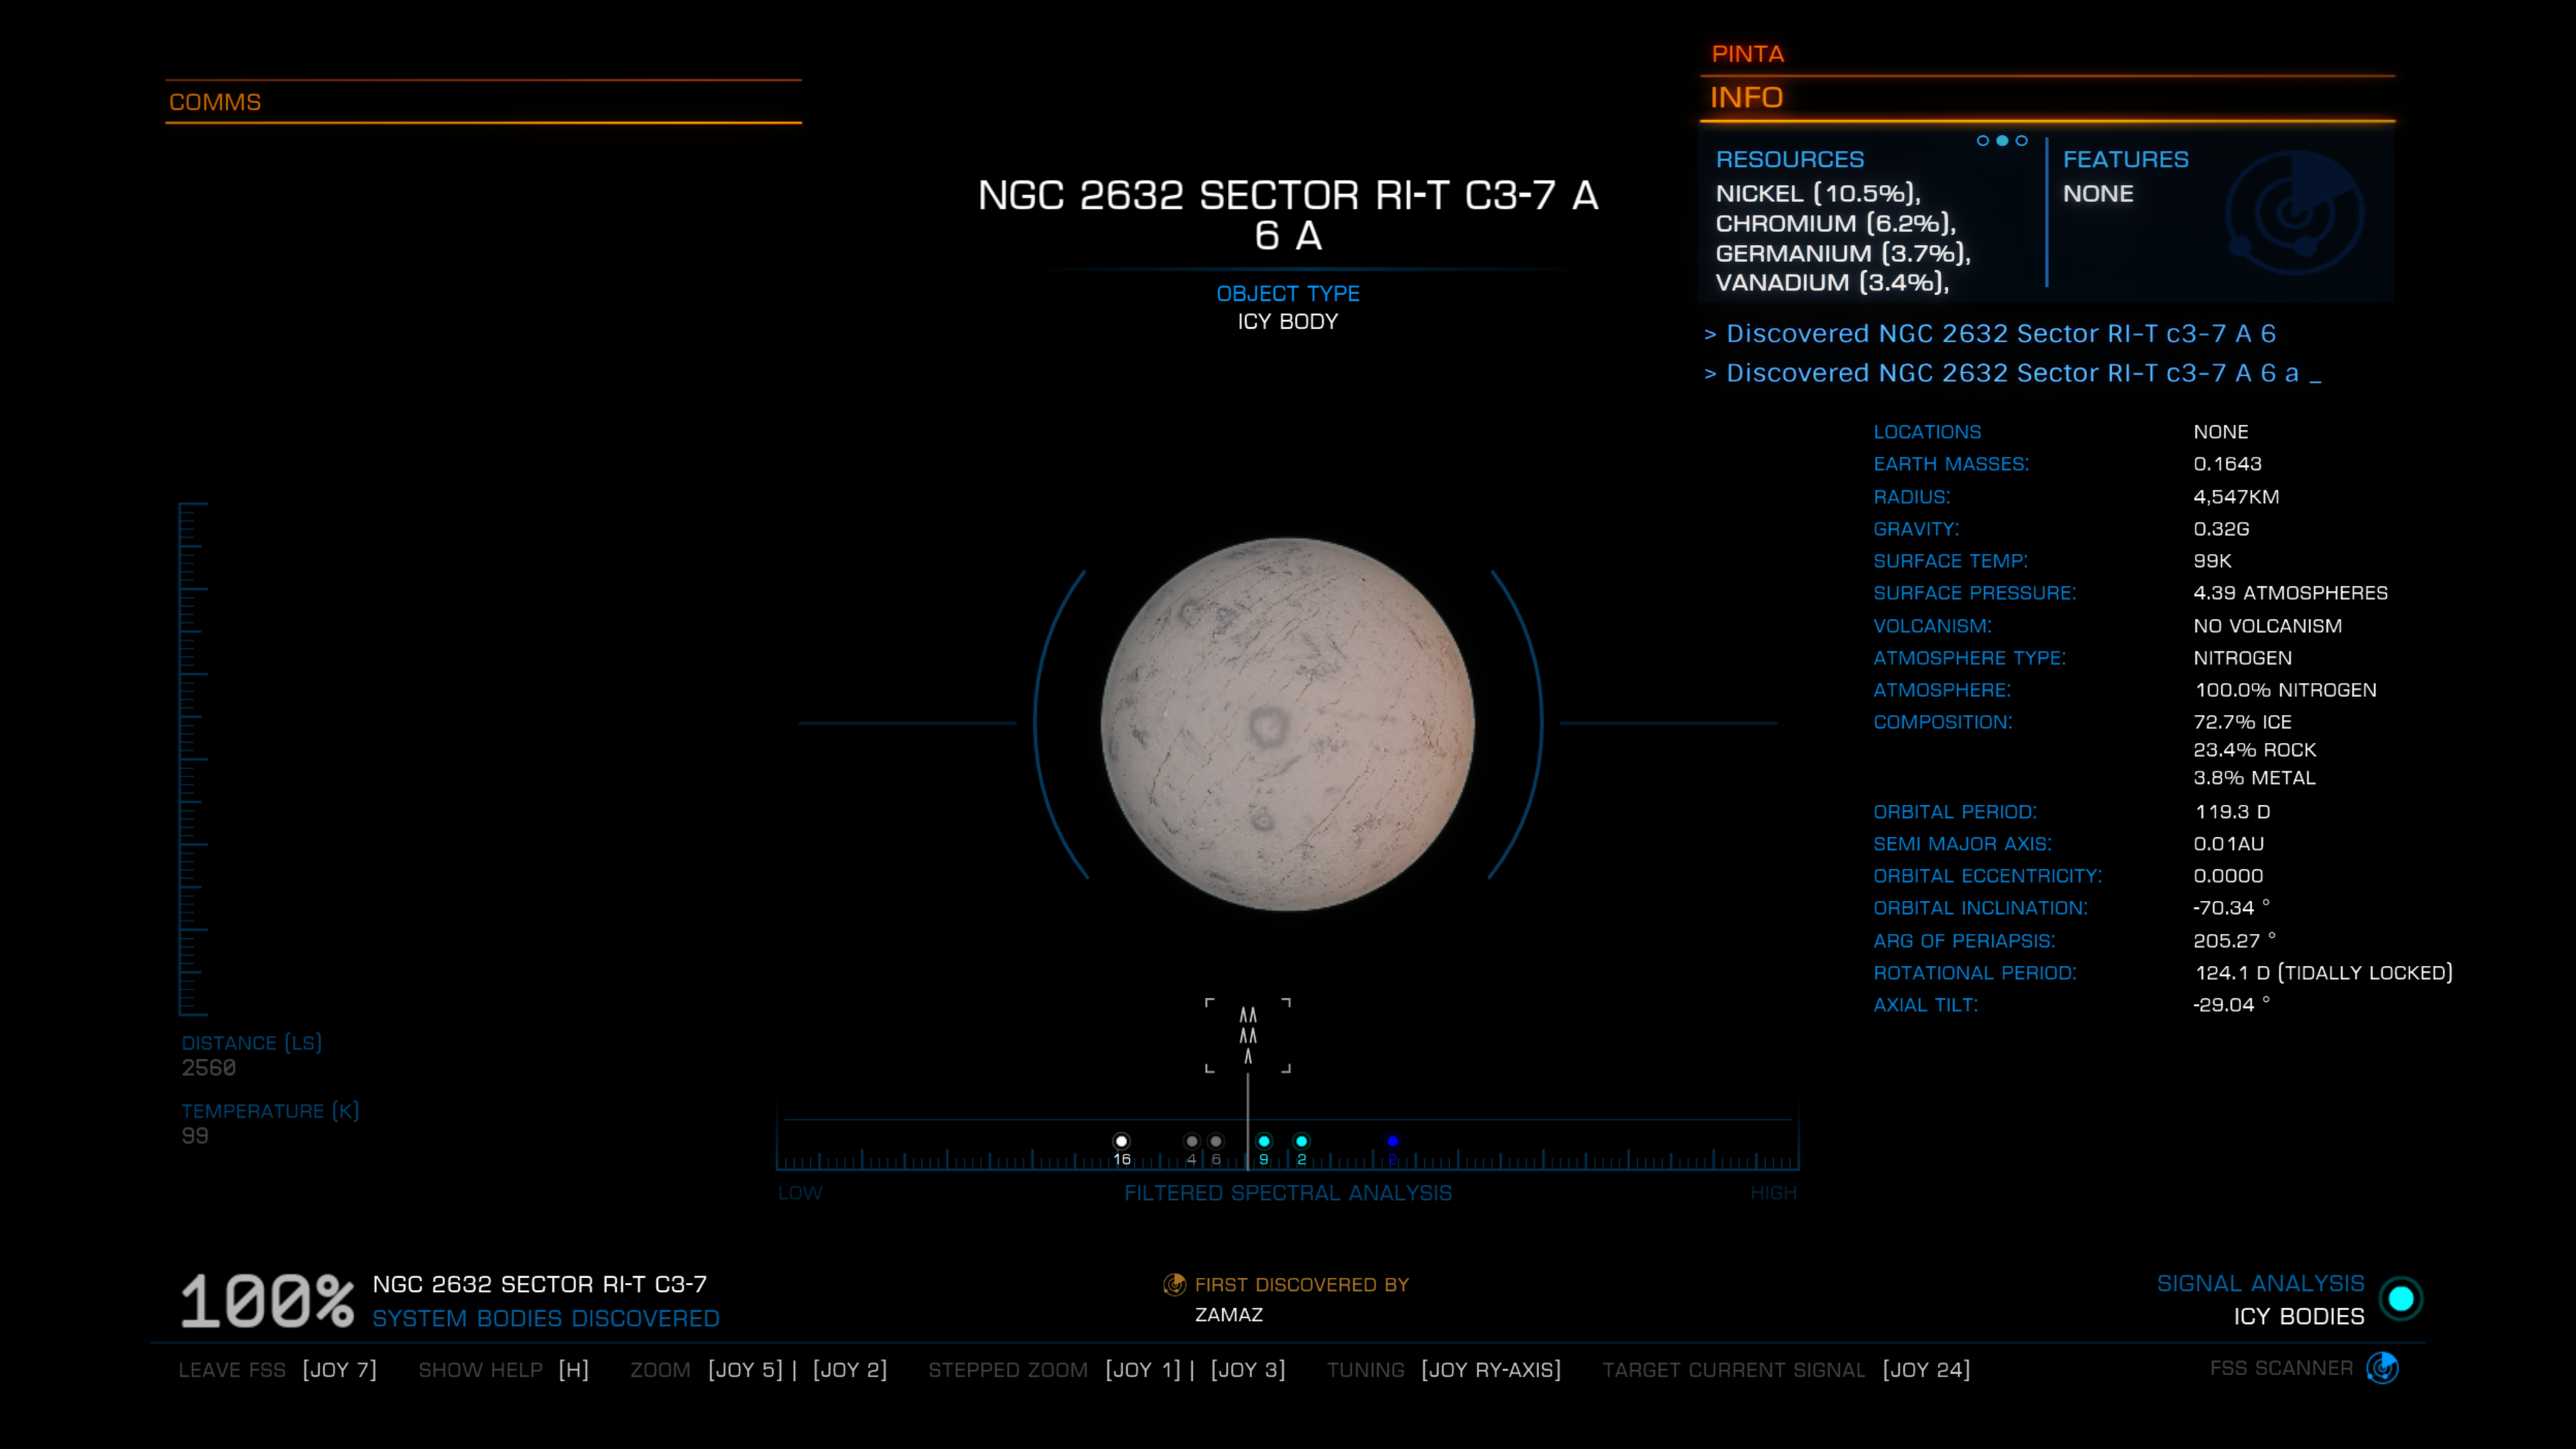 COMMS
PINTA
INFO
NGC 2632 SECTOR RI-T C3-7 A
6 A
OBJECT TYPE
ICY BODY
RESOURCES
NICKEL (10.5%),
CHROMIUM (6.2%),
GERMANIUM (3.7%),
VANADIUM (3.4%),
FEATURES
NONE
> Discovered NGC 2632 Sector RI-T c3-7 A 6
> Discovered NGC 2632 Sector RI-T c3-7 A 6 a _
LOCATIONS NONE
EARTH MASSES: 0.1643
RADIUS: 4,547KM
GRAVITY: 0.32G
SURFACE TEMP: 99K
SURFACE PRESSURE: 4.39 ATMOSPHERES
VOLCANISM: NO VOLCANISM
ATMOSPHERE TYPE: NITROGEN
ATMOSPHERE: 100.0% NITROGEN
COMPOSITION: 72.7% ICE
23.4% ROCK
3.8% METAL
ORBITAL PERIOD: 119.3 D
SEMI MAJOR AXIS: 0.01AU
ORBITAL ECCENTRICITY: 0.0000
ORBITAL INCLINATION: -70.34 °
ARG OF PERIAPSIS: 205.27 °
ROTATIONAL PERIOD: 124.1 D (TIDALLY LOCKED)
AXIAL TILT: -29.04 °
DISTANCE (LS)
2560
TEMPERATURE (K)
99
16 4 6 9 2 2
LOW FILTERED SPECTRAL ANALYSIS HIGH
100% NGC 2632 SECTOR RI-T C3-7
SYSTEM BODIES DISCOVERED
FIRST DISCOVERED BY
ZAMAZ
SIGNAL ANALYSIS
ICY BODIES
LEAVE FSS [JOY 7] SHOW HELP [H] ZOOM [JOY 5] | [JOY 2] STEPPED ZOOM [JOY 1] | [JOY 3] TUNING [JOY RY-AXIS] TARGET CURRENT SIGNAL [JOY 24] FSS SCANNER